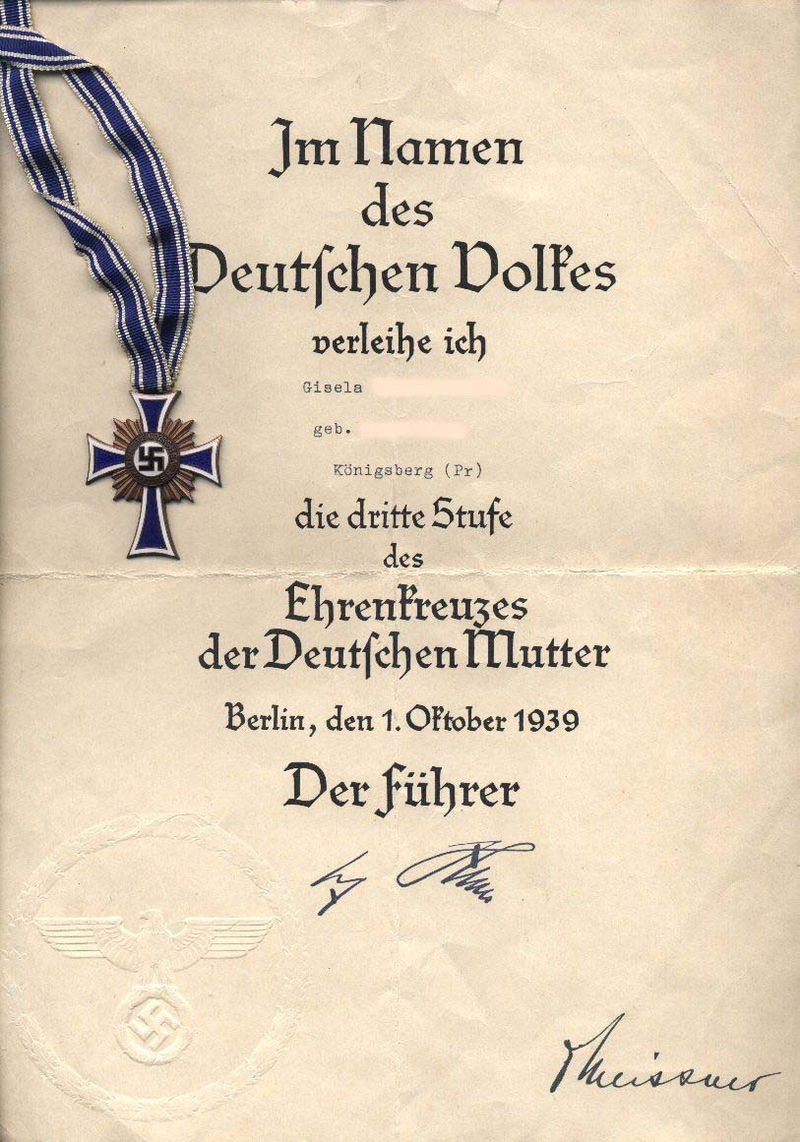 Im Namen
des
Deutſchen Volkes
verleihe ich
Gisela
geb.
Königsberg (Pr)
die dritte Stufe
des
Ehrenkreuzes
der Deutſchen Mutter
Berlin, den 1. Oktober 1939
Der Führer
Meissner